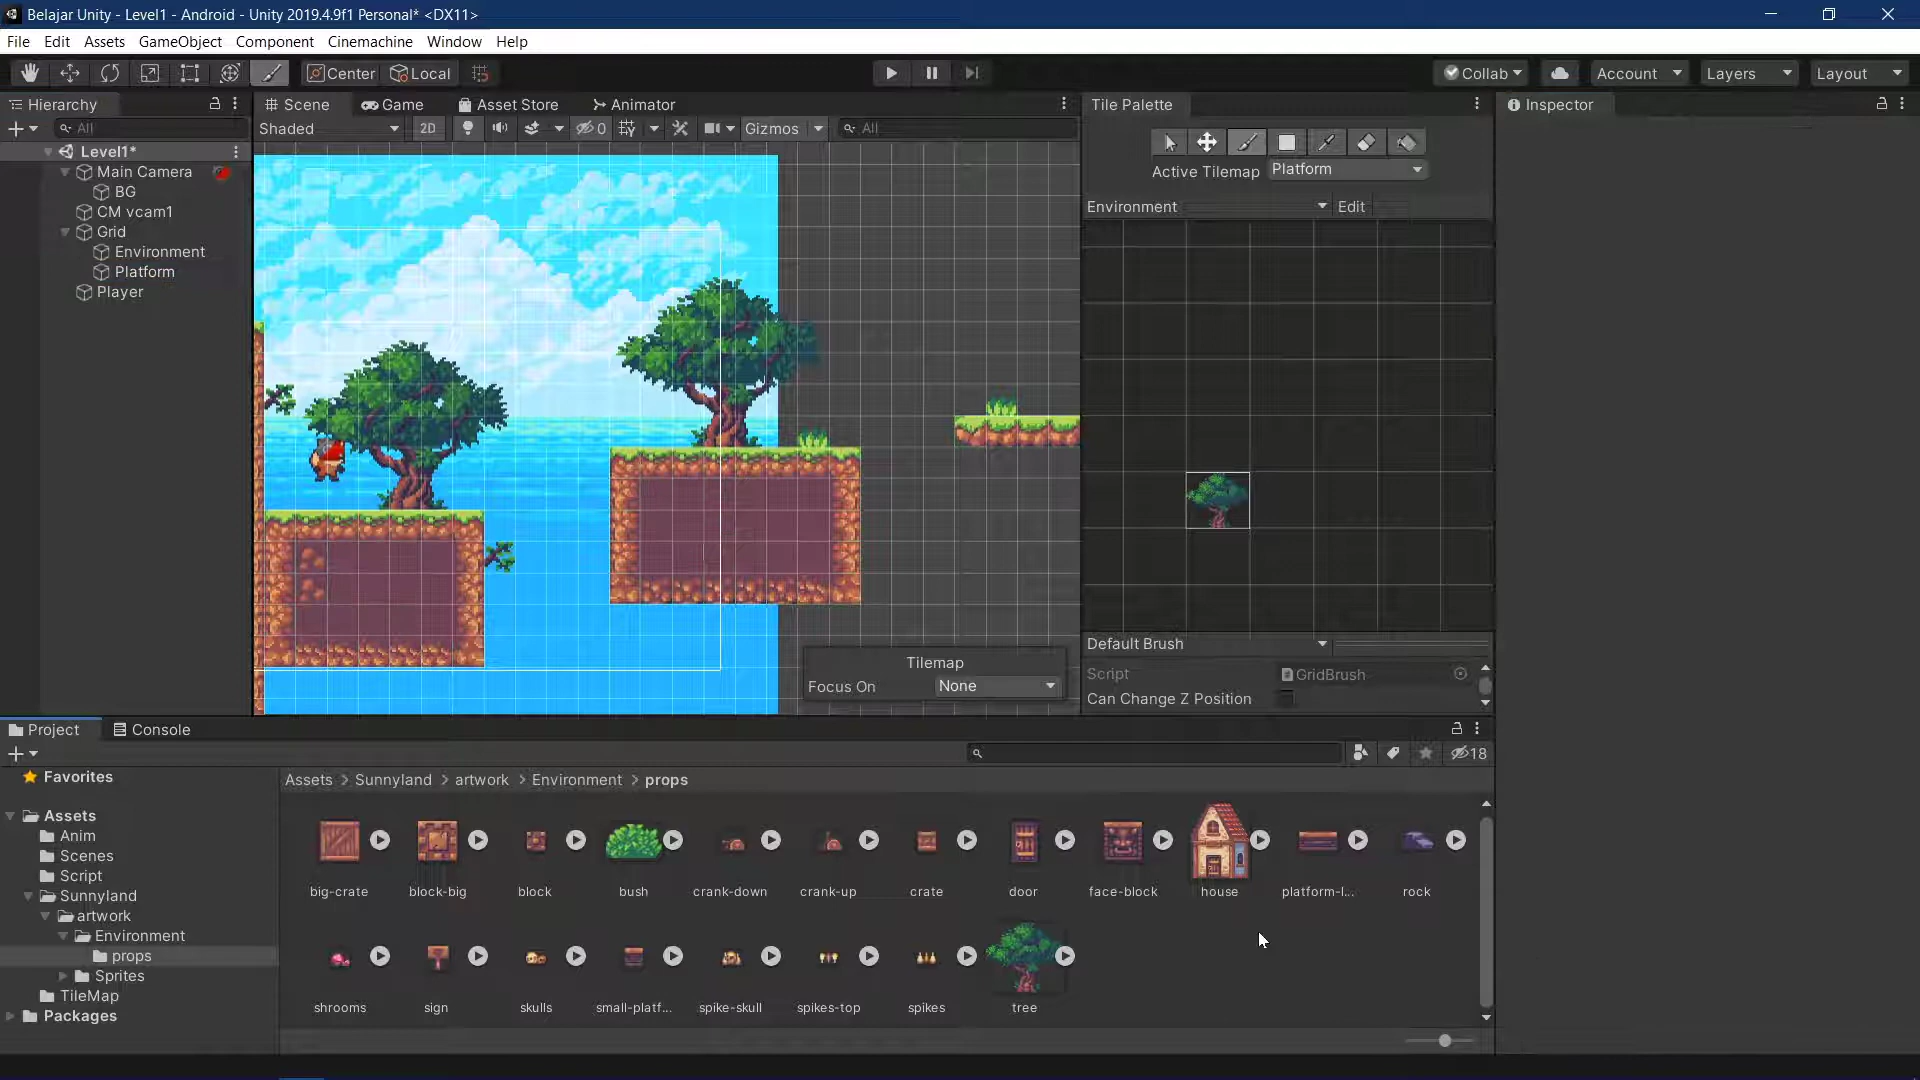 Belajar Unity - Level1 - Android - Unity 2019.4.9f1 Personal* <DX11>
File Edit Assets GameObject Component Cinemachine Window Help
Center Local Collab Account Layers Layout
Hierarchy
All
Level1*
Main Camera
BG
CM vcam1
Grid
Environment
Platform
Player
Scene Game Asset Store Animator
Shaded 2D 0 Gizmos All
Tilemap
Focus On None
Tile Palette
Active Tilemap Platform
Environment Edit
Default Brush
Script GridBrush
Can Change Z Position
Inspector
Project Console
18
Favorites
Assets
Anim
Scenes
Script
Sunnyland
artwork
Environment
props
Sprites
TileMap
Packages
Assets > Sunnyland > artwork > Environment > props
big-crate block-big block bush crank-down crank-up crate door face-block house platform-l... rock
shrooms sign skulls small-platf... spike-skull spikes-top spikes tree